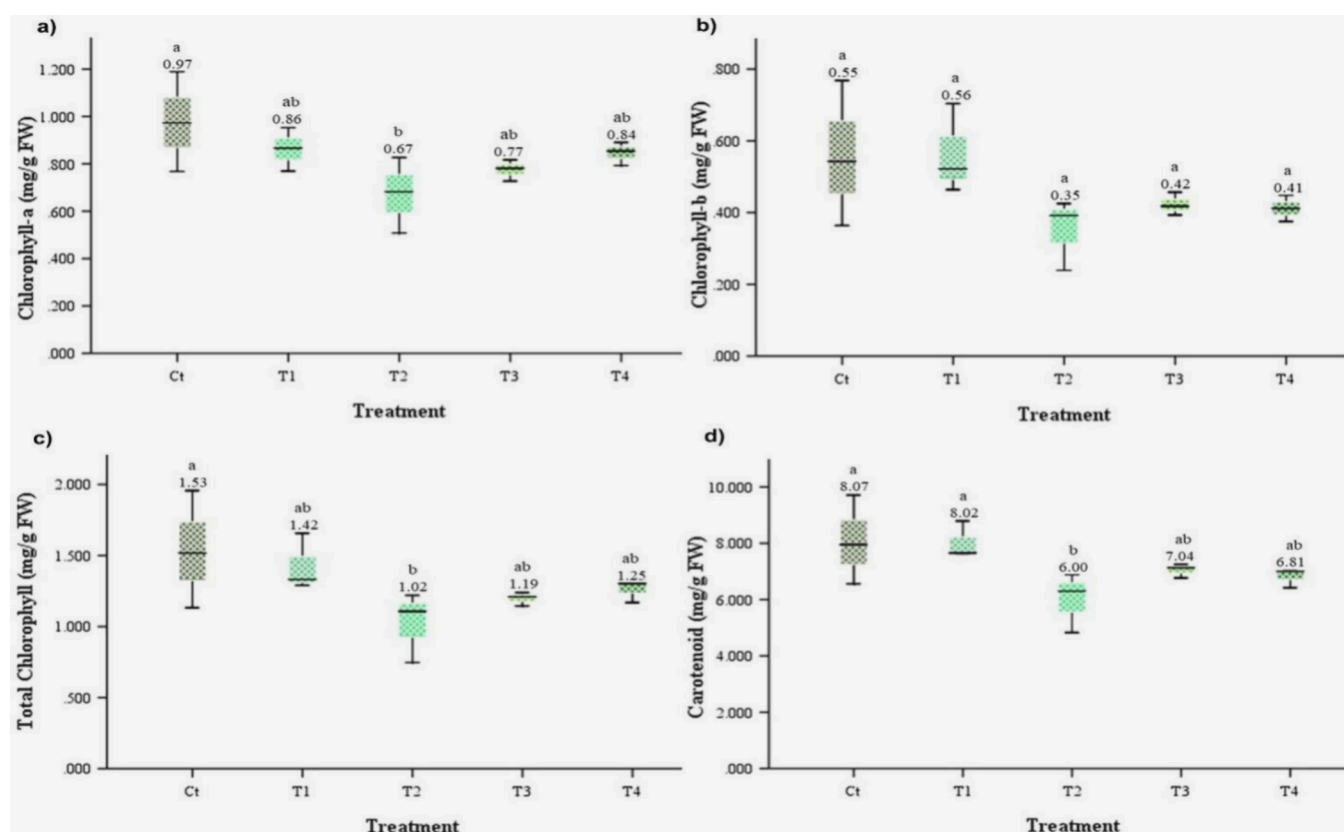 a)
Chlorophyll-a (mg/g FW)
1.200
1.000
.800
.600
.400
.200
.000
a
0.97
ab
0.86
b
0.67
ab
0.77
ab
0.84
Ct T1 T2 T3 T4
Treatment
b)
Chlorophyll-b (mg/g FW)
.800
.600
.400
.200
.000
a
0.55
a
0.56
a
0.35
a
0.42
a
0.41
Ct T1 T2 T3 T4
Treatment
c)
Total Chlorophyll (mg/g FW)
2.000
1.500
1.000
.500
.000
a
1.53
ab
1.42
b
1.02
ab
1.19
ab
1.25
Ct T1 T2 T3 T4
Treatment
d)
Carotenoid (mg/g FW)
10.000
8.000
6.000
4.000
2.000
.000
a
8.07
a
8.02
b
6.00
ab
7.04
ab
6.81
Ct T1 T2 T3 T4
Treatment